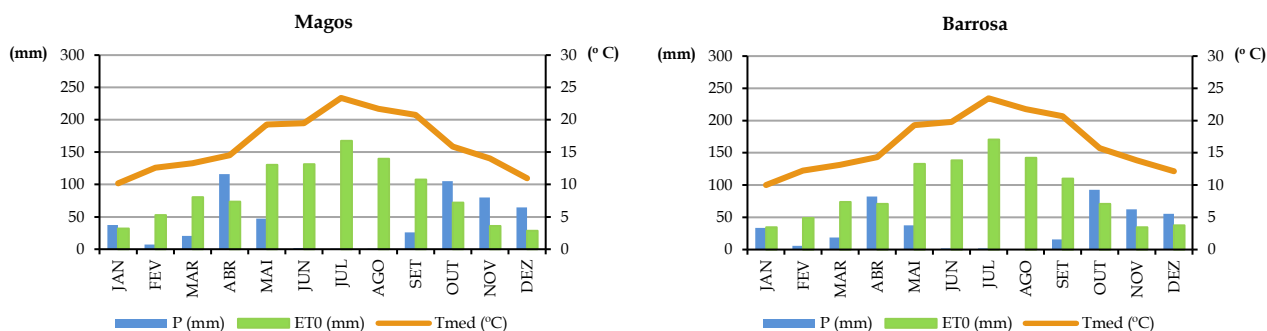 Magos
(mm) (º C)
300 30
250 25
200 20
150 15
100 10
50 5
0 0
JAN FEV MAR ABR MAI JUN JUL AGO SET OUT NOV DEZ
P (mm) ET0 (mm) Tmed (ºC)
Barrosa
(mm) (º C)
300 30
250 25
200 20
150 15
100 10
50 5
0 0
JAN FEV MAR ABR MAI JUN JUL AGO SET OUT NOV DEZ
P (mm) ET0 (mm) Tmed (ºC)